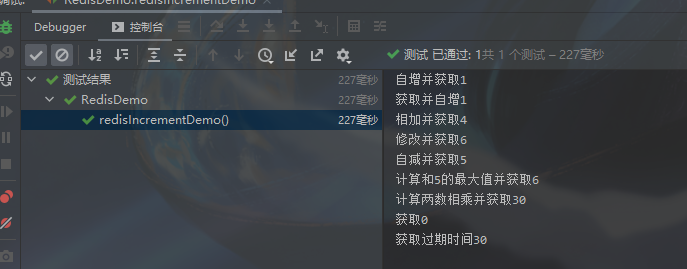 RedisDemo.redisIncrementDemo
Debugger
控制台
测试 已通过: 1共 1 个测试 – 227毫秒
测试结果 227毫秒
RedisDemo 227毫秒
redisIncrementDemo() 227毫秒
自增并获取1
获取并自增1
相加并获取4
修改并获取6
自减并获取5
计算和5的最大值并获取6
计算两数相乘并获取30
获取0
获取过期时间30